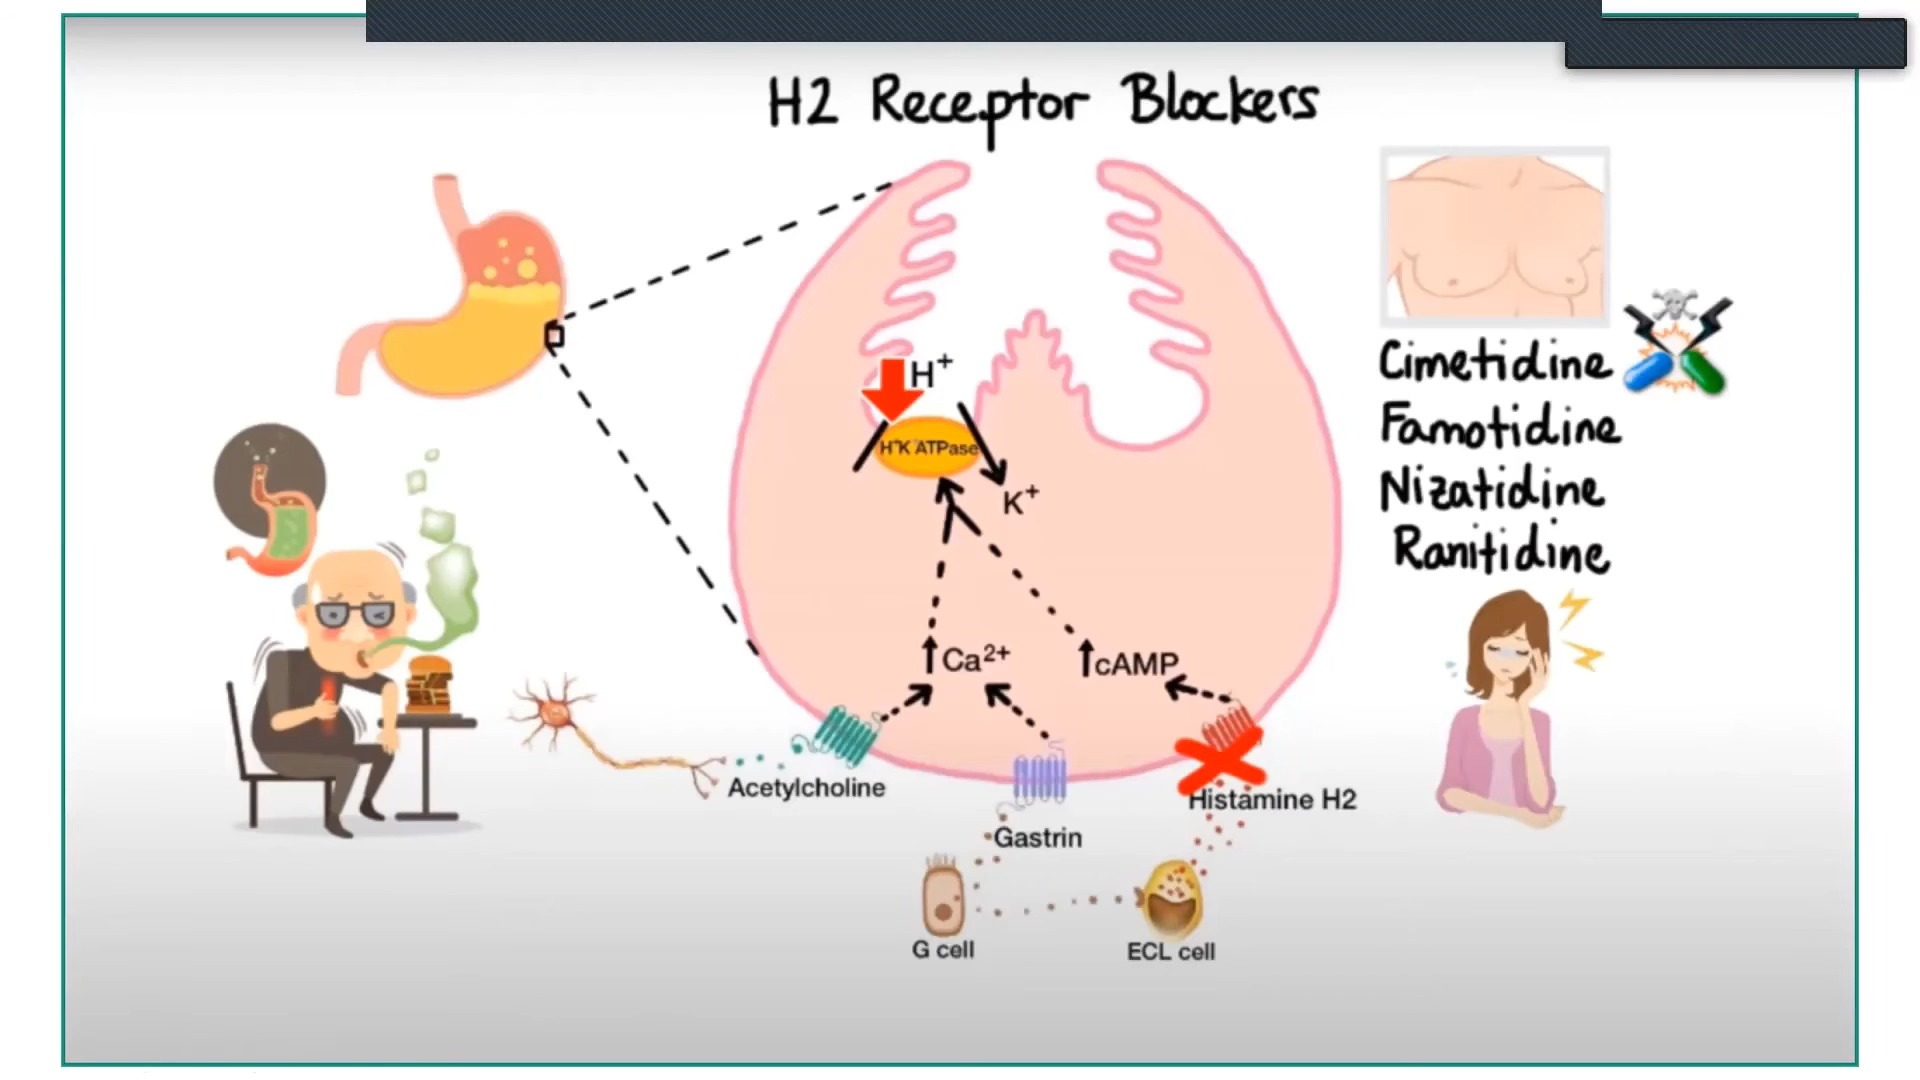 H2 Receptor Blockers
H⁺
H⁺K⁺ATPase
K⁺
Cimetidine
Famotidine
Nizatidine
Ranitidine
↑Ca²⁺
↑cAMP
Acetylcholine
Gastrin
Histamine H2
G cell
ECL cell